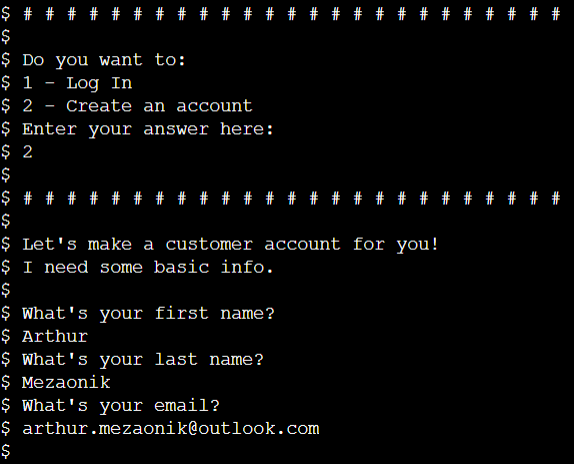 $ # # # # # # # # # # # # # # # # # # # # # # # # #
$
$ Do you want to:
$ 1 - Log In
$ 2 - Create an account
$ Enter your answer here:
$ 2
$
$ # # # # # # # # # # # # # # # # # # # # # # # # #
$
$ Let's make a customer account for you!
$ I need some basic info.
$
$ What's your first name?
$ Arthur
$ What's your last name?
$ Mezaonik
$ What's your email?
$ arthur.mezaonik@outlook.com
$